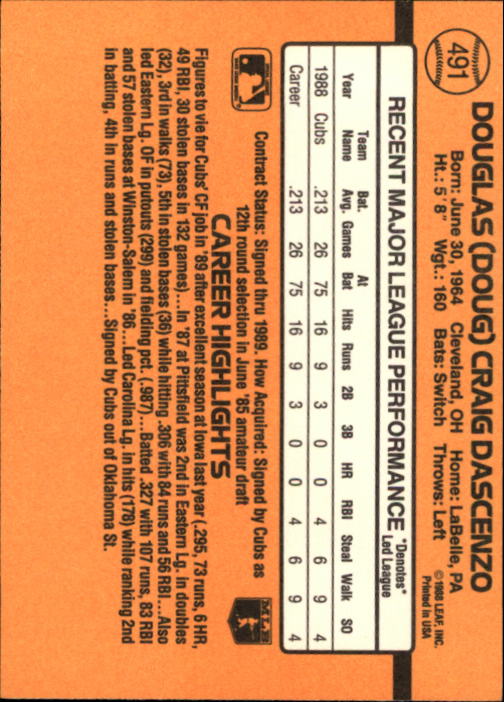 491
DOUGLAS (DOUG) CRAIG DASCENZO
Born: June 30, 1964 Cleveland, OH Home: LaBelle, PA
Ht.: 5'8" Wgt.: 160 Bats: Switch Throws: Left
©1988 LEAF, INC.
Printed in USA
RECENT MAJOR LEAGUE PERFORMANCE
*Denotes*
Led League
Year Team Name Bat. Avg. Games At Bat Hits Runs 2B 3B HR RBI Steal Walk SO
1988 Cubs .213 26 75 16 9 3 0 0 4 6 9 4
Career .213 26 75 16 9 3 0 0 4 6 9 4
Contract Status: Signed thru 1989. How Acquired: Signed by Cubs as
12th round selection in June '85 amateur draft
MLB
CAREER HIGHLIGHTS
Figures to vie for Cubs' CF job in '89 after excellent season at Iowa last year (.295, 73 runs, 6 HR,
49 RBI, 30 stolen bases in 132 games)....In '87 at Pittsfield was 2nd in Eastern Lg. in doubles
(32), 3rd in walks (73), 5th in stolen bases (36) while hitting .306 with 84 runs and 56 RBI....Also
led Eastern Lg. OF in putouts (299) and fielding pct. (.987)....Batted .327 with 107 runs, 83 RBI
and 57 stolen bases at Winston-Salem in '86....Led Carolina Lg. in hits (178) while ranking 2nd
in batting, 4th in runs and stolen bases....Signed by Cubs out of Oklahoma St.